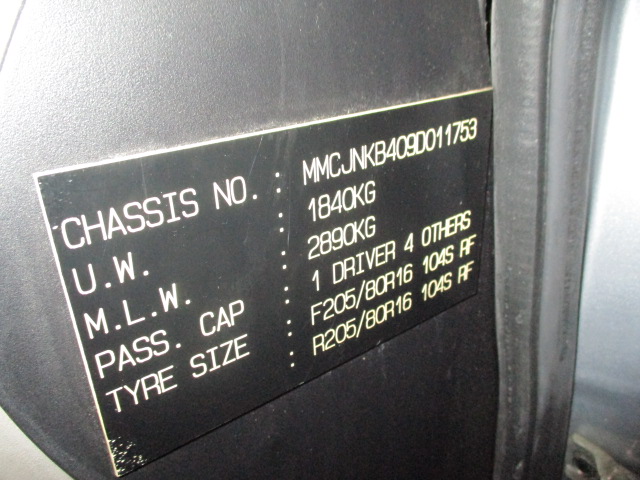 CHASSIS NO. : MMCJNKB409D011753
U.W. : 1840KG
M.L.W. : 2890KG
PASS. CAP : 1 DRIVER 4 OTHERS
TYRE SIZE : F205/80R16 104S RF
: R205/80R16 104S RF